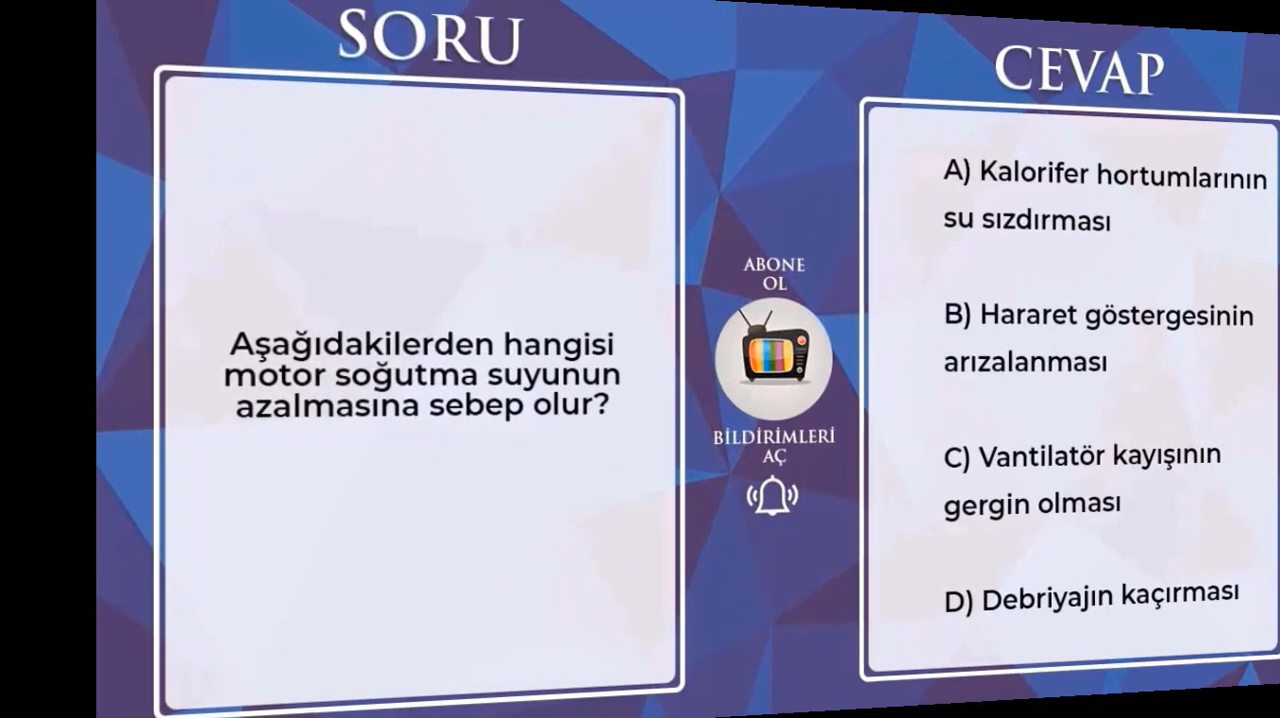 SORU
Aşağıdakilerden hangisi
motor soğutma suyunun
azalmasına sebep olur?
ABONE
OL
BİLDİRİMLERİ
AÇ
CEVAP
A) Kalorifer hortumlarının
su sızdırması
B) Hararet göstergesinin
arızalanması
C) Vantilatör kayışının
gergin olması
D) Debriyajın kaçırması